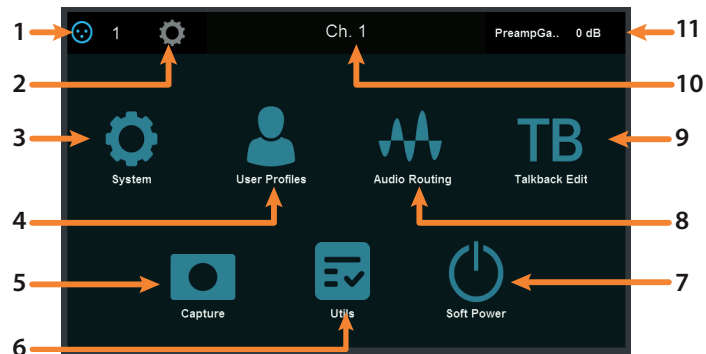 1 1 Ch. 1 PreampGa.. 0 dB 11
2 10
3 TB 9
System User Profiles Audio Routing Talkback Edit
4 8
5 7
Capture Utils Soft Power
6